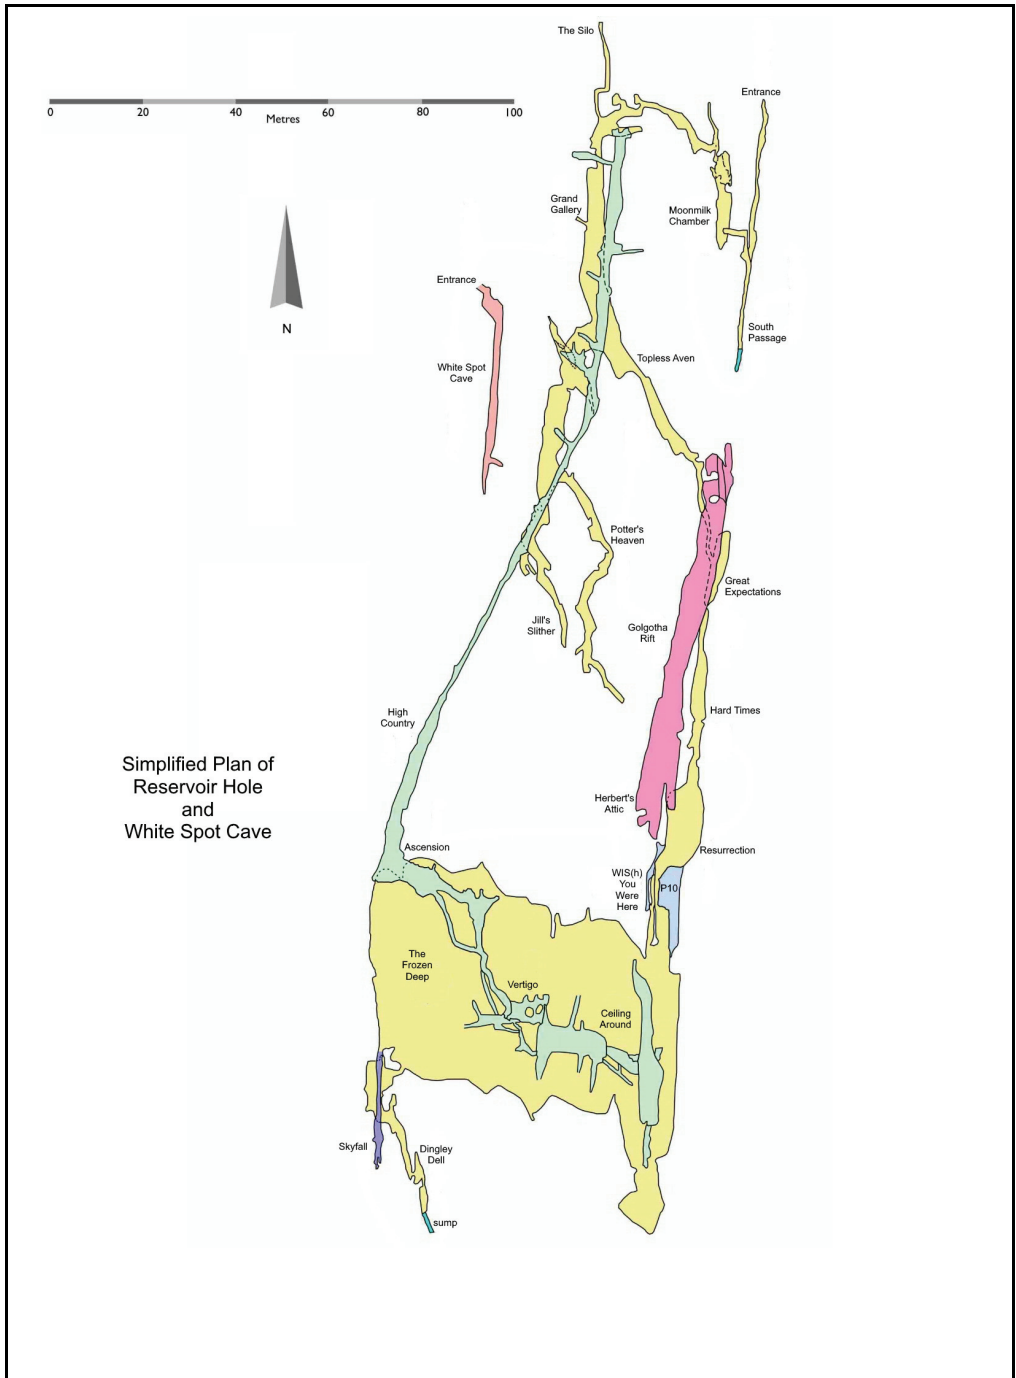 The Silo
Entrance
0 20 40 60 80 100
Metres
Grand
Gallery
Moonmilk
Chamber
Entrance
N
South
Passage
Topless Aven
White Spot
Cave
Potter's
Heaven
Great
Expectations
Jill's
Slither
Golgotha
Rift
High
Country
Hard Times
Simplified Plan of
Reservoir Hole
and
White Spot Cave
Herbert's
Attic
Ascension
Resurrection
WIS(h)
You
Were
Here
P10
The
Frozen
Deep
Vertigo
Ceiling
Around
Skyfall
Dingley
Dell
sump